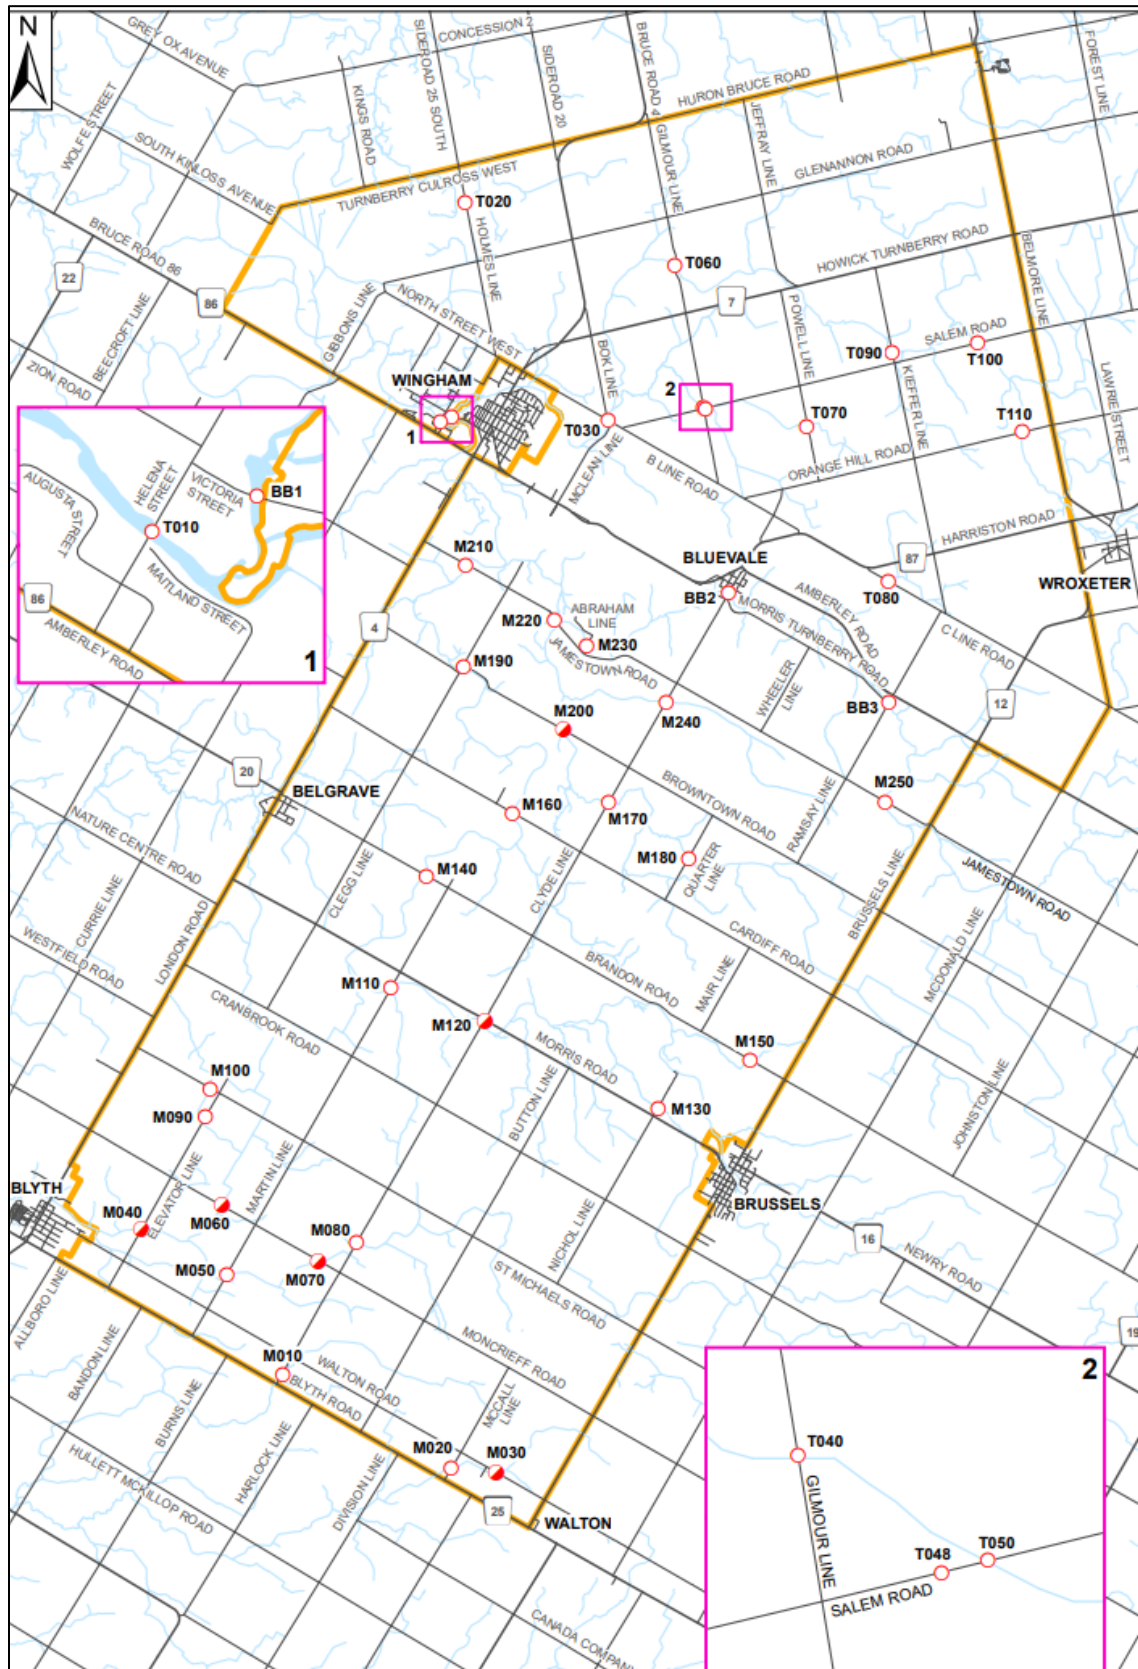 N
GREY OX AVENUE
CONCESSION 2
SIDEROAD 25 SOUTH
SIDEROAD 20
BRUCE ROAD 4
FOREST LINE
WOLFE STREET
KINGS ROAD
HURON BRUCE ROAD
GILMOUR LINE
JEFFRAY LINE
GLENANNON ROAD
SOUTH KINLOSS AVENUE
TURNBERRY CULROSS WEST
T020
HOLMES LINE
BRUCE ROAD 86
22
86
BEECROFT LINE
T060
HOWICK TURNBERRY ROAD
BELMORE LINE
7
GIBBONS LINE
NORTH STREET WEST
POWELL LINE
SALEM ROAD
T090
T100
ZION ROAD
BOK LINE
KIEFFER LINE
LAWRIE STREET
WINGHAM
1
2
T030
T070
T110
MCLEAN LINE
B LINE ROAD
ORANGE HILL ROAD
HARRISTON ROAD
87
AUGUSTA STREET
HELENA STREET
VICTORIA STREET
BB1
T010
MAITLAND STREET
86
AMBERLEY ROAD
1
M210
BLUEVALE
BB2
T080
WROXETER
AMBERLEY ROAD
M220
ABRAHAM LINE
M230
MORRIS TURNBERRY ROAD
C LINE ROAD
4
JAMESTOWN ROAD
M190
WHEELER LINE
M200
M240
BB3
12
20
BELGRAVE
M160
M170
BROWNTOWN ROAD
RAMSAY LINE
M250
NATURE CENTRE ROAD
M140
M180
QUARTER LINE
JAMESTOWN ROAD
CLEGG LINE
CLYDE LINE
BRUSSELS LINE
CURRIE LINE
WESTFIELD ROAD
LONDON ROAD
CARDIFF ROAD
MCDONALD LINE
BRANDON ROAD
MAIR LINE
M110
CRANBROOK ROAD
M120
MORRIS ROAD
M150
M100
M090
BUTTON LINE
M130
JOHNSTON LINE
MARTIN LINE
ELEVATOR LINE
BLYTH
M040
M060
M080
BRUSSELS
NICHOL LINE
16
NEWRY ROAD
M050
M070
ST MICHAELS ROAD
ALLBORO LINE
MONCRIEFF ROAD
19
BANDON LINE
M010
WALTON ROAD
BLYTH ROAD
MCCALL LINE
BURNS LINE
HARLOCK LINE
HULLETT MCKILLOP ROAD
DIVISION LINE
M020
M030
25
WALTON
CANADA COMPANY
2
T040
GILMOUR LINE
T048
T050
SALEM ROAD